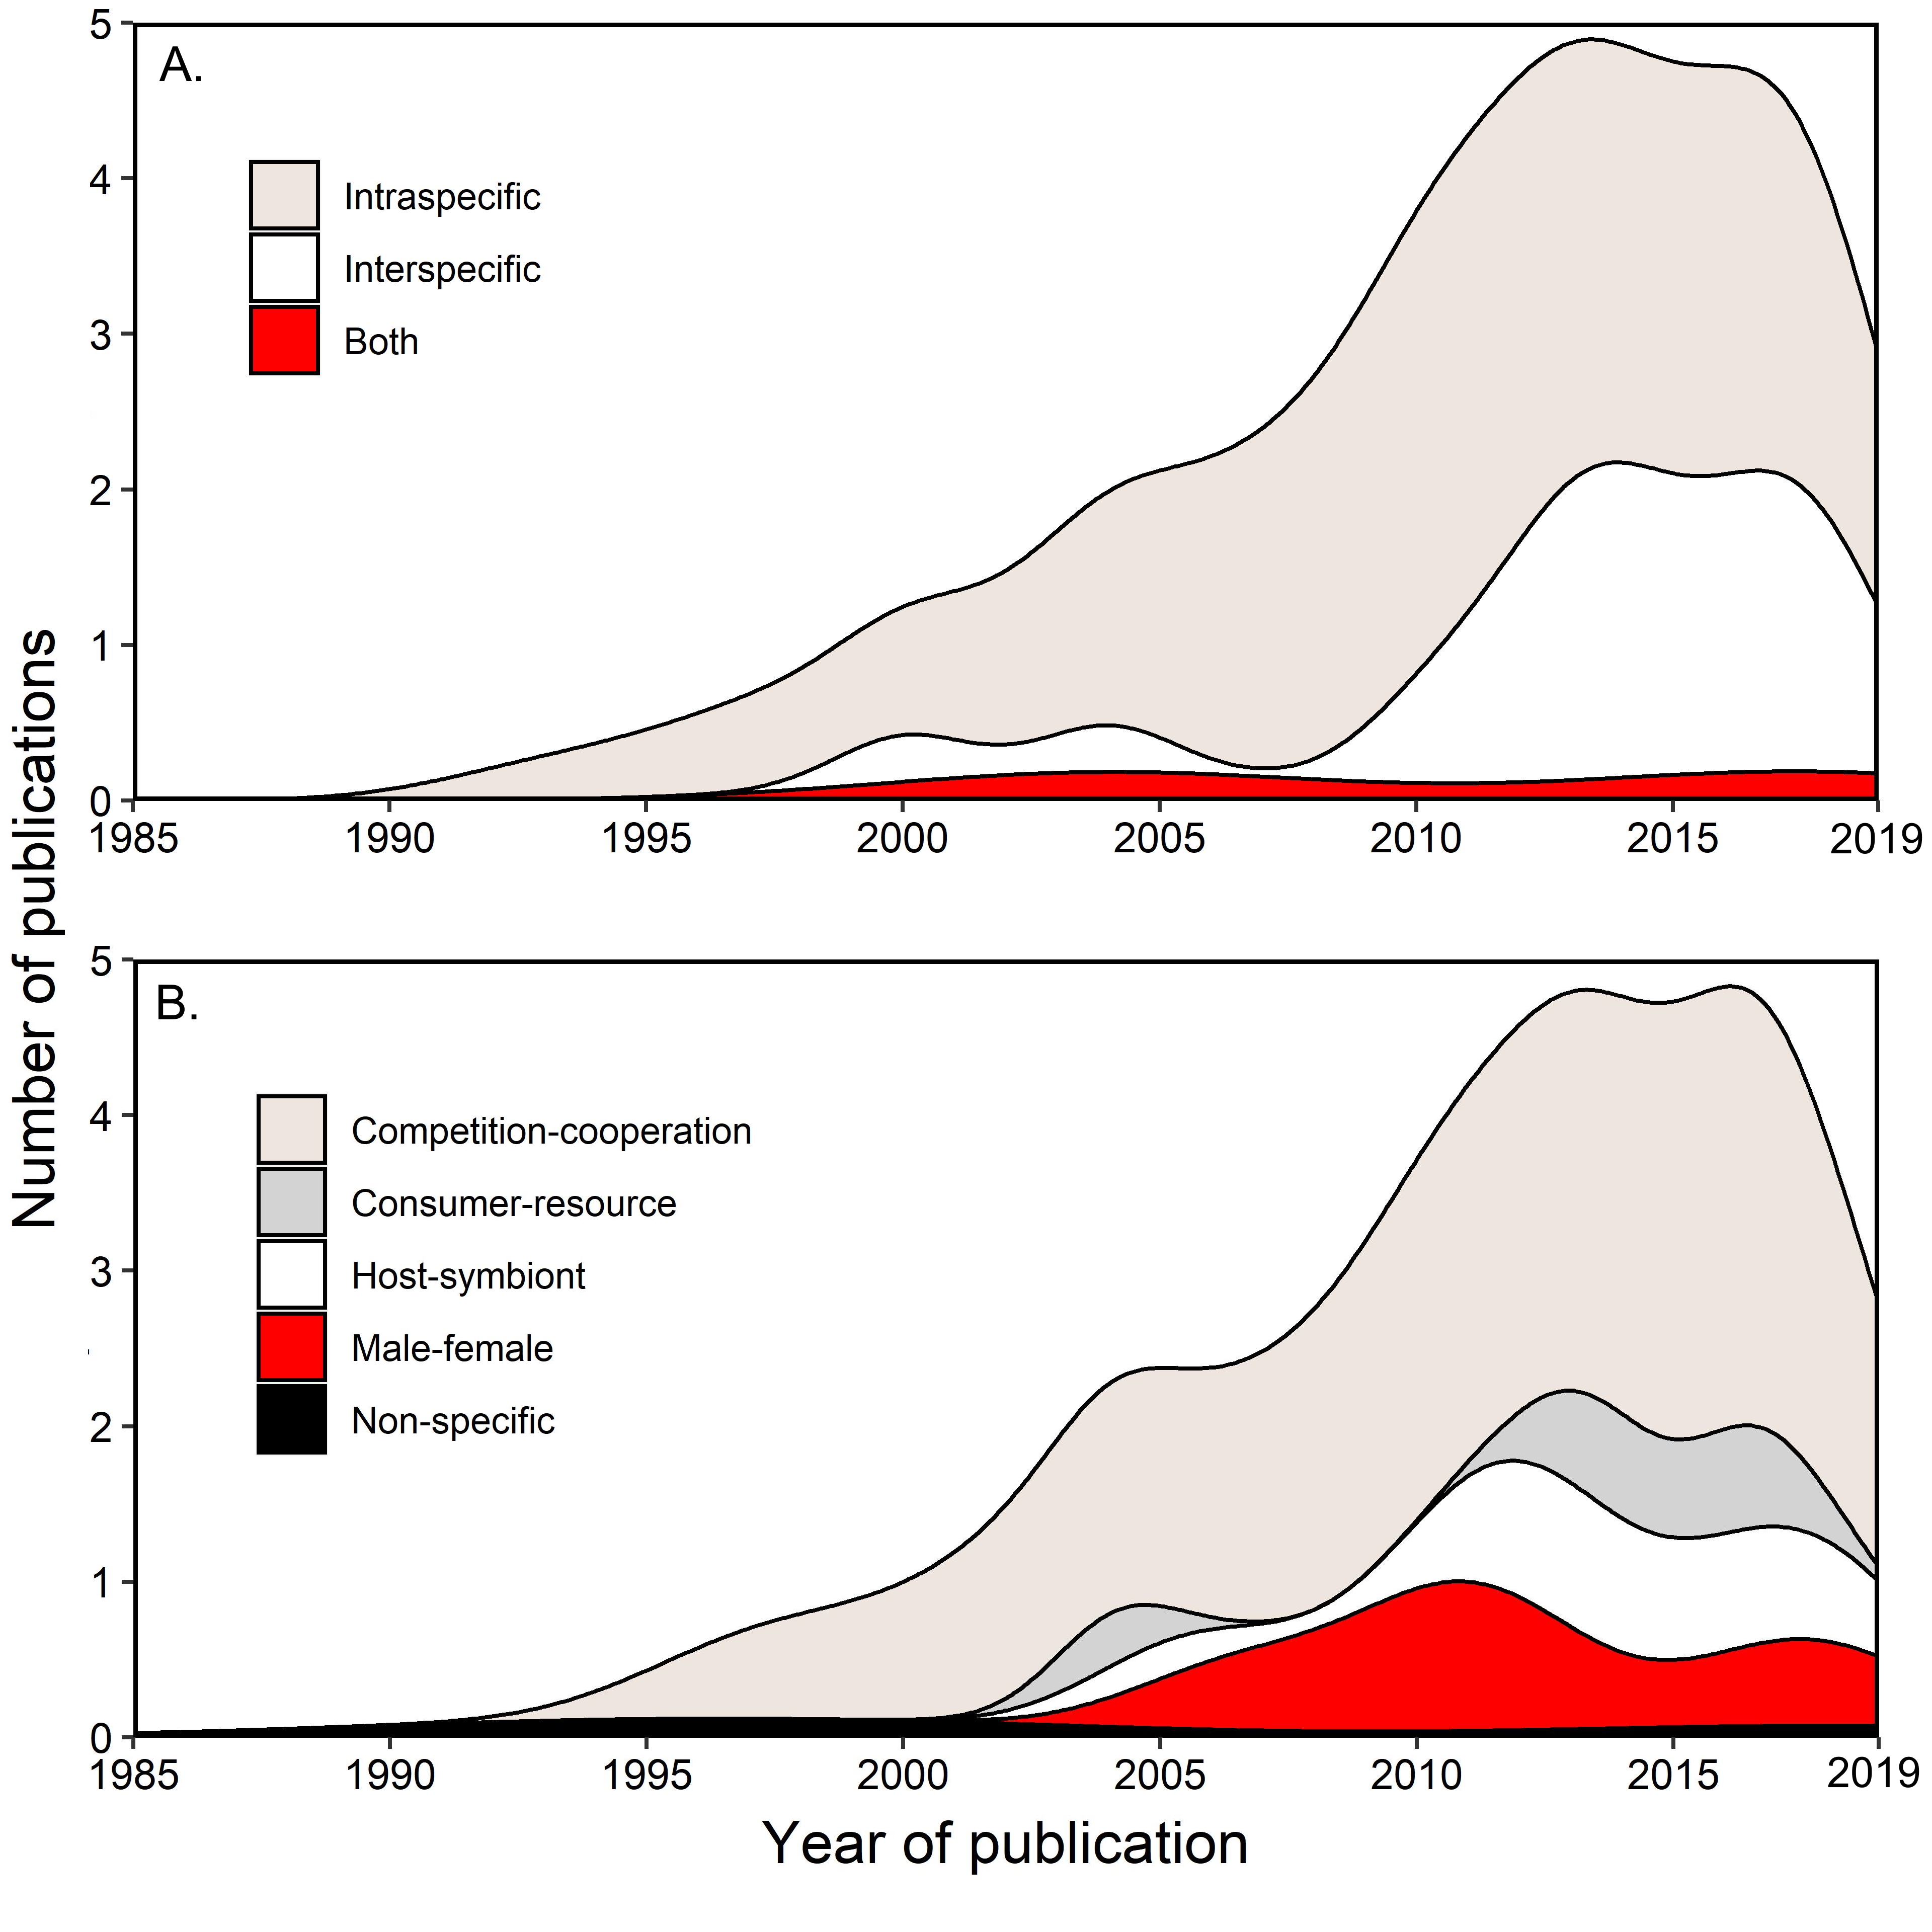 A.
5
4
3
2
1
0
Intraspecific
Interspecific
Both
1985 1990 1995 2000 2005 2010 2015 2019
Number of publications
B.
5
4
3
2
1
0
Competition-cooperation
Consumer-resource
Host-symbiont
Male-female
Non-specific
1985 1990 1995 2000 2005 2010 2015 2019
Year of publication